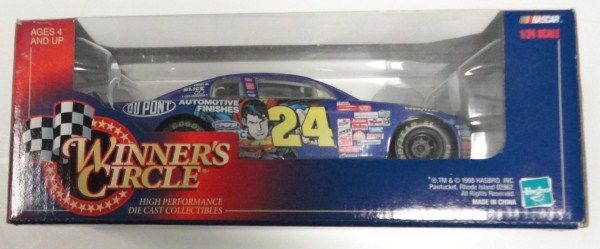 AGES 4
AND UP
NASCAR
1:24 SCALE
DU PONT
AUTOMOTIVE
FINISHES
PEPSI
24
WINNER'S
CIRCLE®
HIGH PERFORMANCE
DIE CAST COLLECTIBLES
®,TM & © 1998 HASBRO, INC.
Pawtucket, Rhode Island 02862.
All Rights Reserved.
MADE IN CHINA
Hasbro